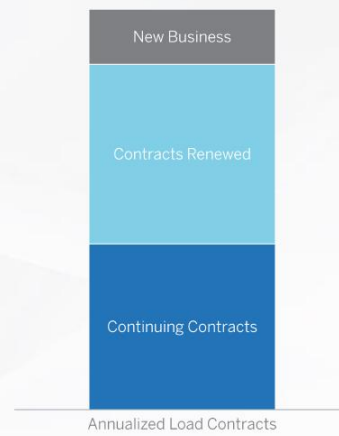 New Business
Contracts Renewed
Continuing Contracts
Annualized Load Contracts